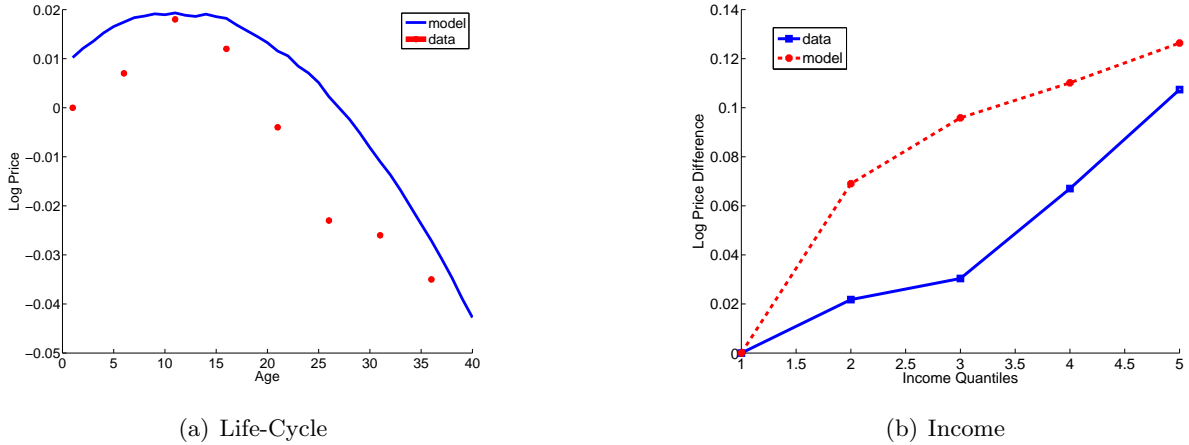 0.02
0.01
0
−0.01
−0.02
−0.03
−0.04
−0.05
Log Price
0 5 10 15 20 25 30 35 40
Age
model
data
(a) Life-Cycle
0.14
0.12
0.1
0.08
0.06
0.04
0.02
0
Log Price Difference
1 1.5 2 2.5 3 3.5 4 4.5 5
Income Quantiles
data
model
(b) Income